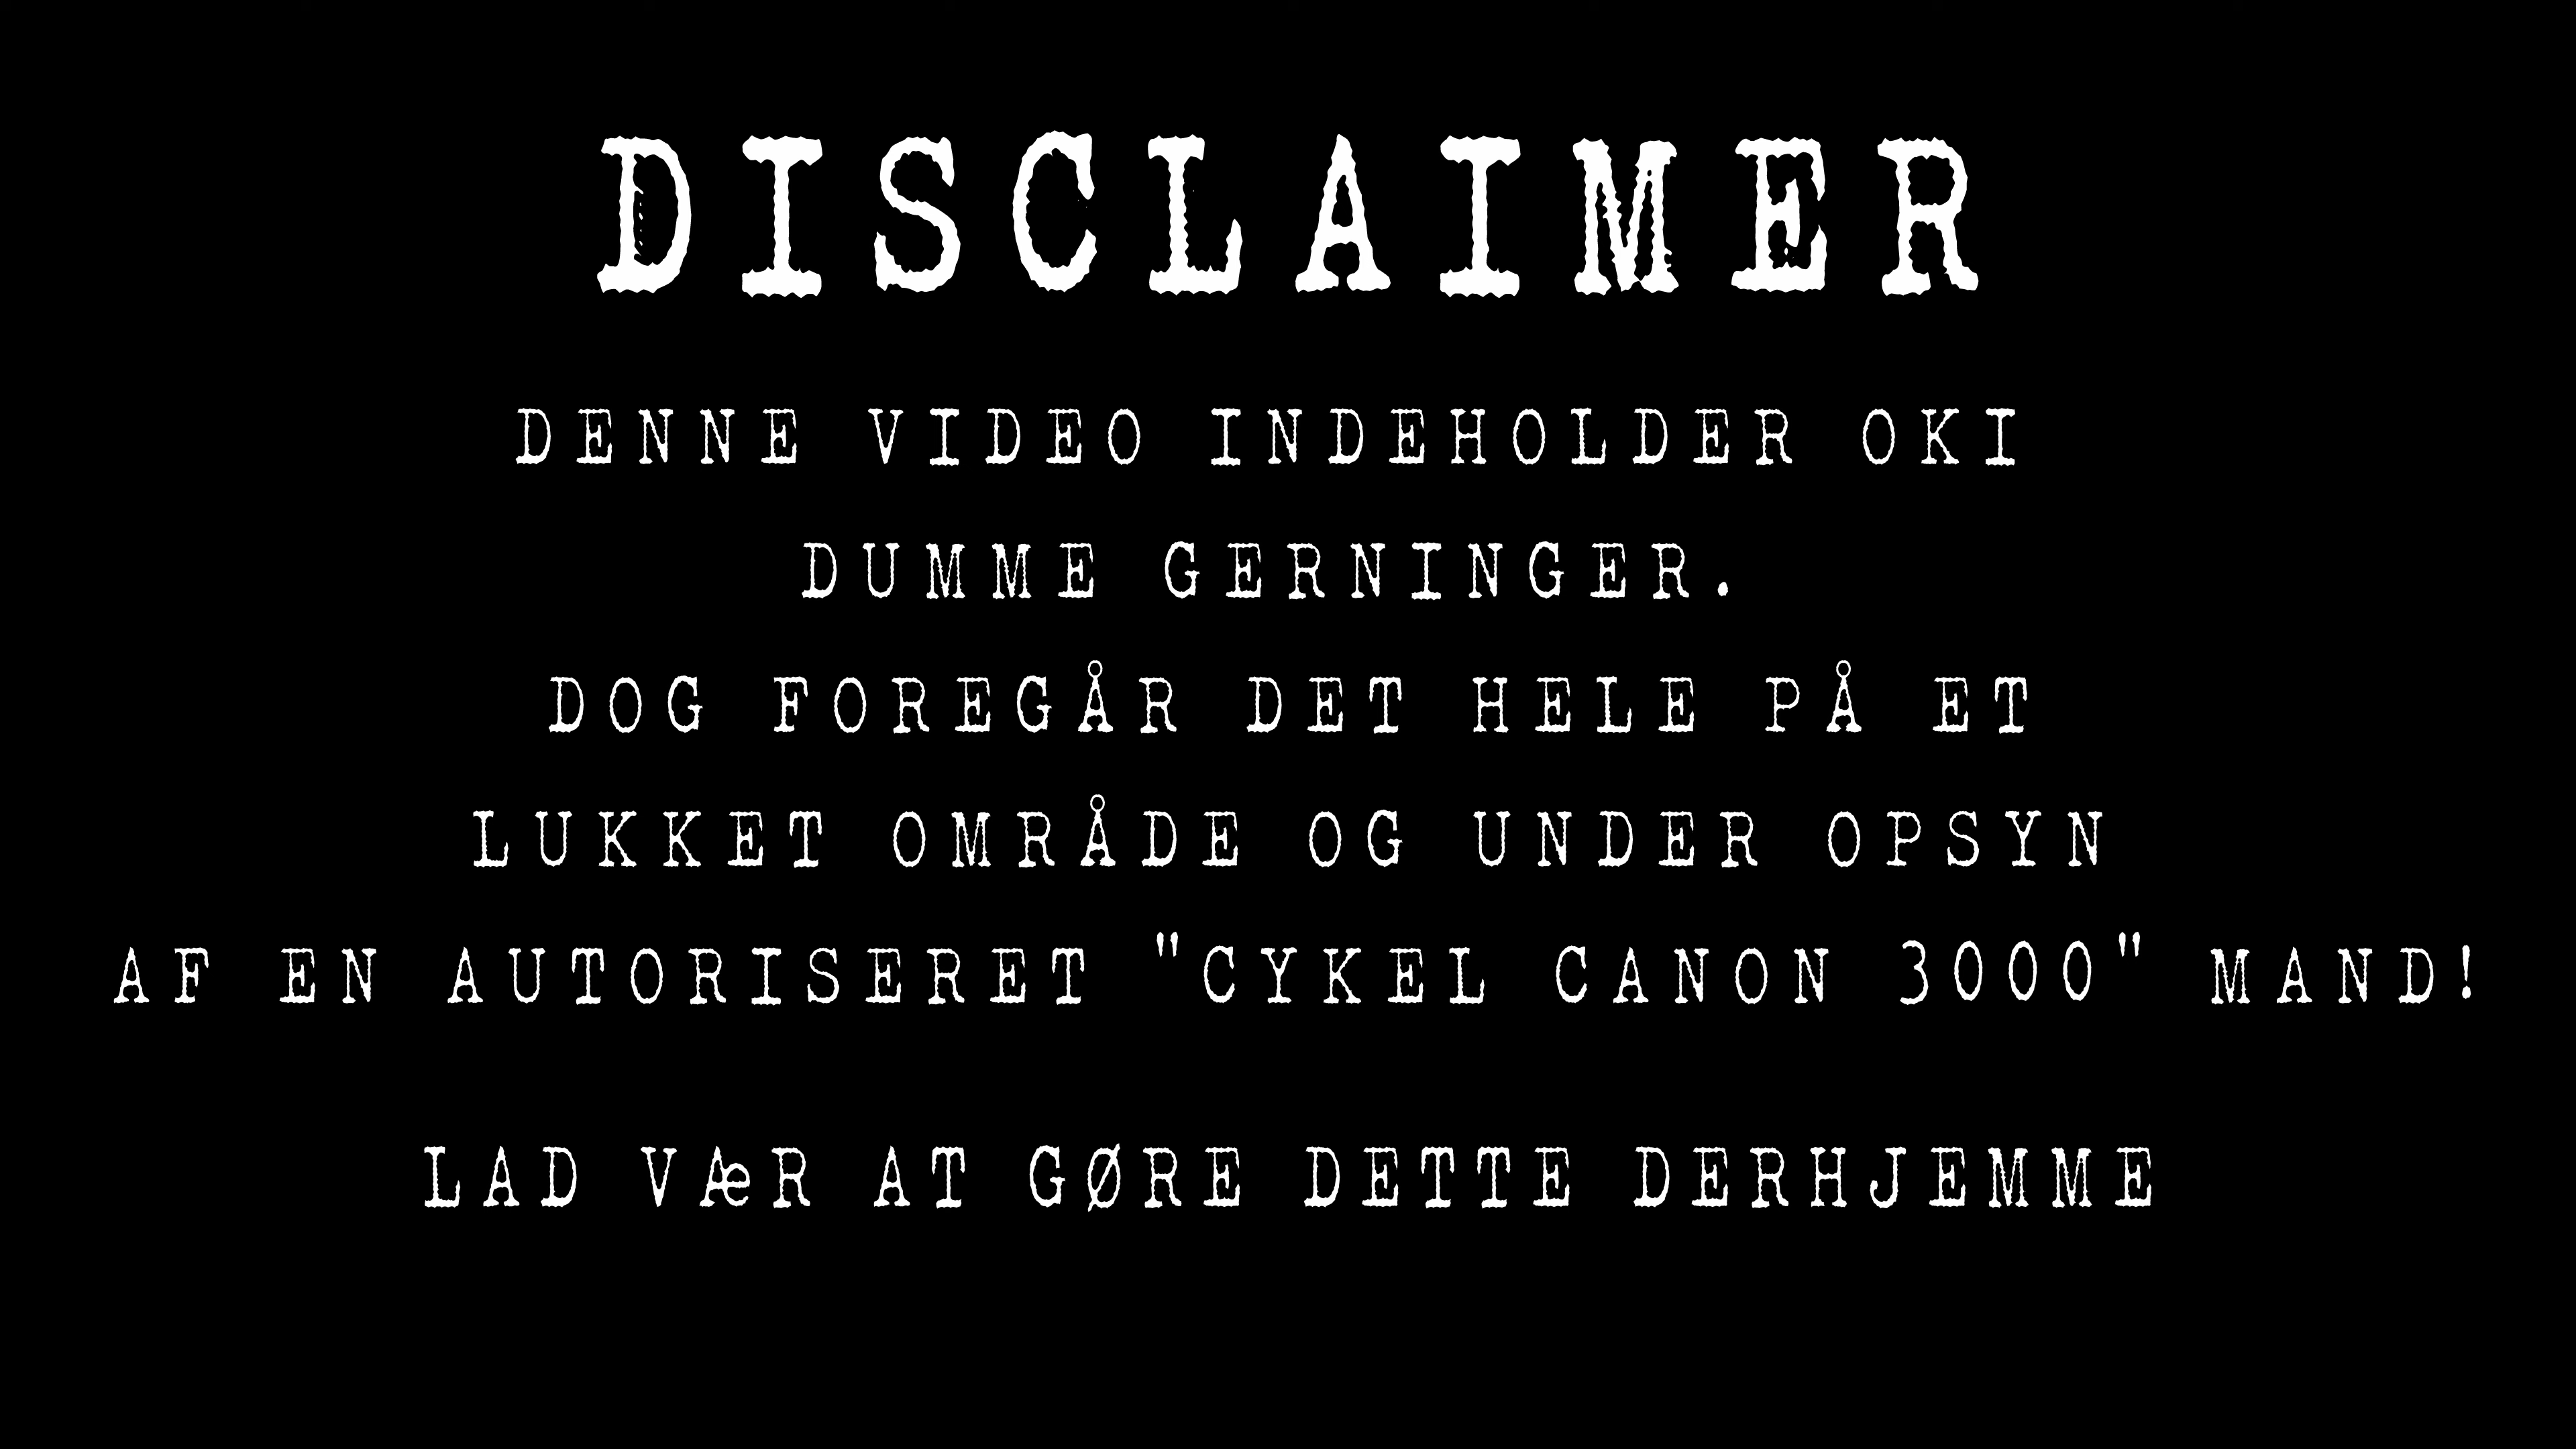 DISCLAIMER
DENNE VIDEO INDEHOLDER OKI
DUMME GERNINGER.
DOG FOREGÅR DET HELE PÅ ET
LUKKET OMRÅDE OG UNDER OPSYN
AF EN AUTORISERET "CYKEL CANON 3000" MAND!
LAD VÆR AT GØRE DETTE DERHJEMME